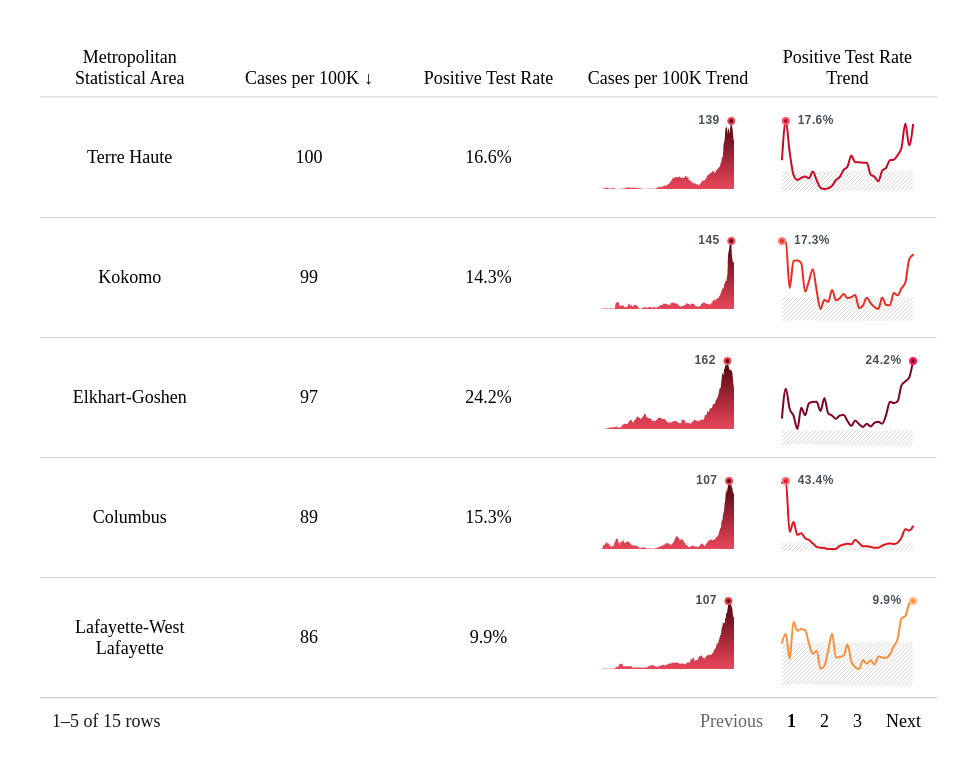 Metropolitan
Statistical Area
Cases per 100K ↓
Positive Test Rate
Cases per 100K Trend
Positive Test Rate
Trend
Terre Haute
100
16.6%
139
17.6%
Kokomo
99
14.3%
145
17.3%
Elkhart-Goshen
97
24.2%
162
24.2%
Columbus
89
15.3%
107
43.4%
Lafayette-West
Lafayette
86
9.9%
107
9.9%
1–5 of 15 rows
Previous 1 2 3 Next